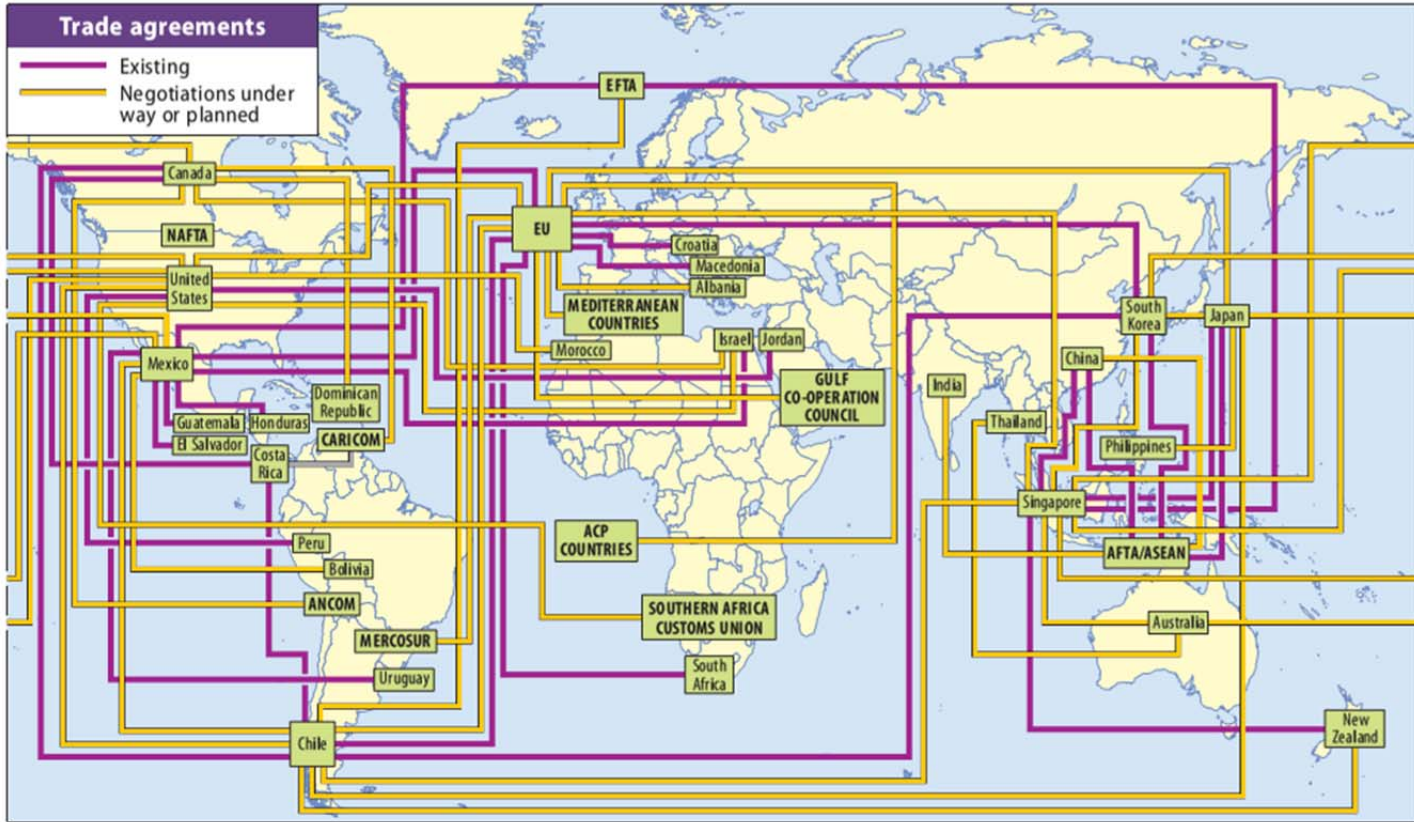 Trade agreements
Existing
Negotiations under
way or planned
EFTA
Canada
NAFTA
EU
Croatia
Macedonia
Albania
United
States
MEDITERRANEAN
COUNTRIES
South
Korea
Japan
Morocco
Israel
Jordan
China
Mexico
GULF
CO-OPERATION
COUNCIL
India
Dominican
Republic
Guatemala
Honduras
Thailand
El Salvador
CARICOM
Philippines
Costa
Rica
Singapore
Peru
ACP
COUNTRIES
AFTA/ASEAN
Bolivia
ANCOM
SOUTHERN AFRICA
CUSTOMS UNION
Australia
MERCOSUR
Uruguay
South
Africa
Chile
New
Zealand